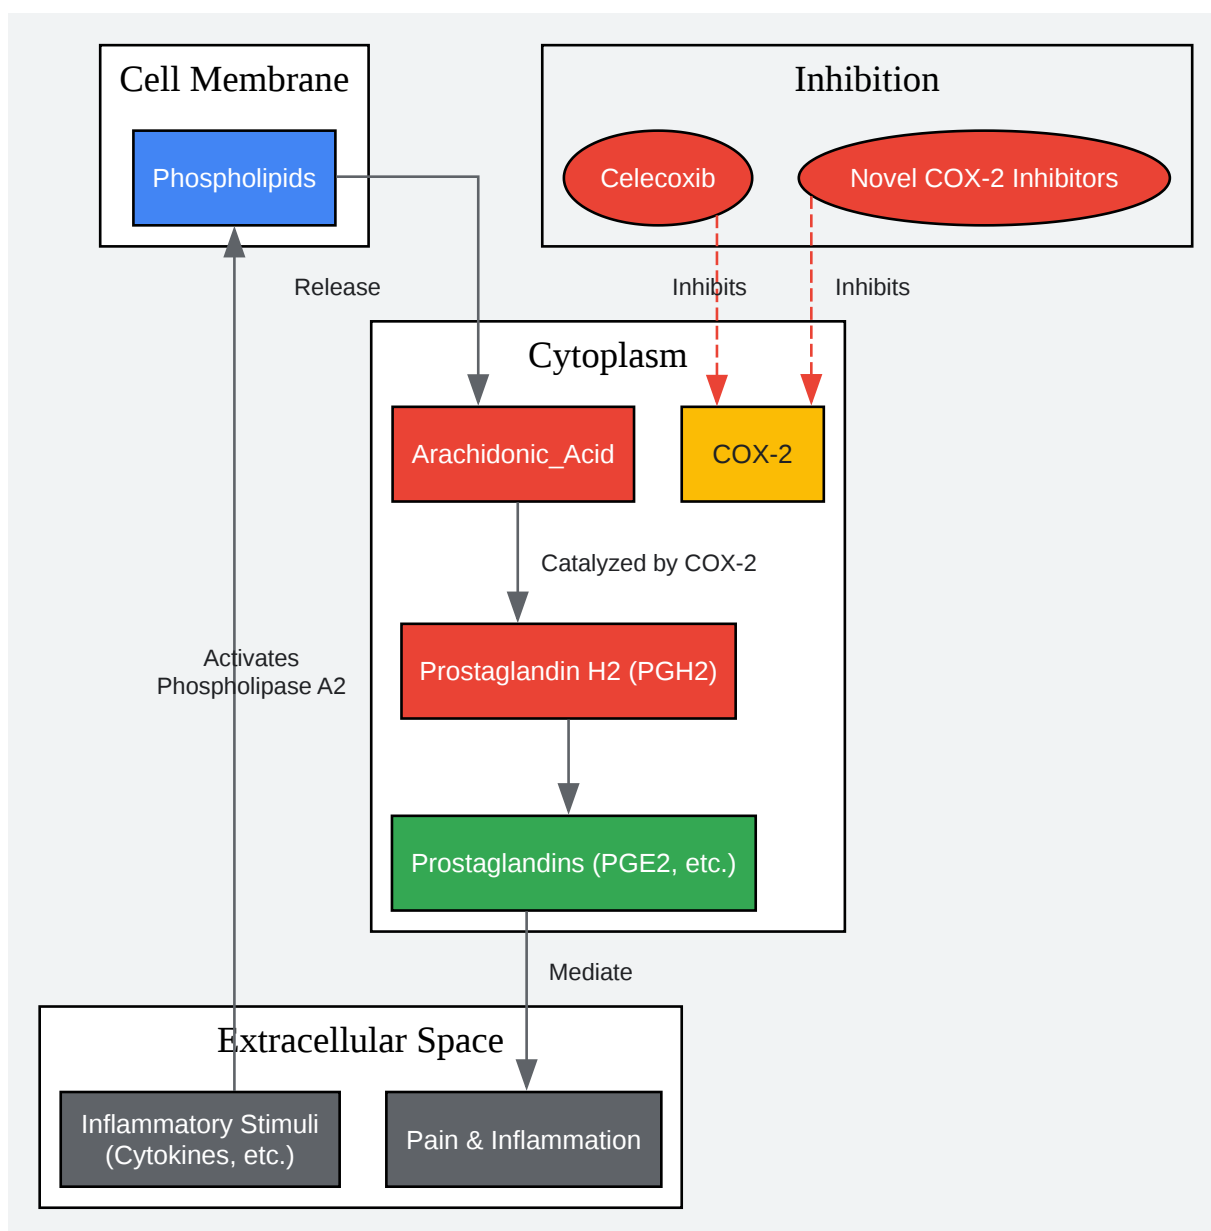 Cell Membrane
Phospholipids
Inhibition
Celecoxib
Novel COX-2 Inhibitors
Release
Inhibits
Inhibits
Cytoplasm
Arachidonic_Acid
COX-2
Catalyzed by COX-2
Prostaglandin H2 (PGH2)
Activates
Phospholipase A2
Prostaglandins (PGE2, etc.)
Mediate
Extracellular Space
Inflammatory Stimuli
(Cytokines, etc.)
Pain & Inflammation